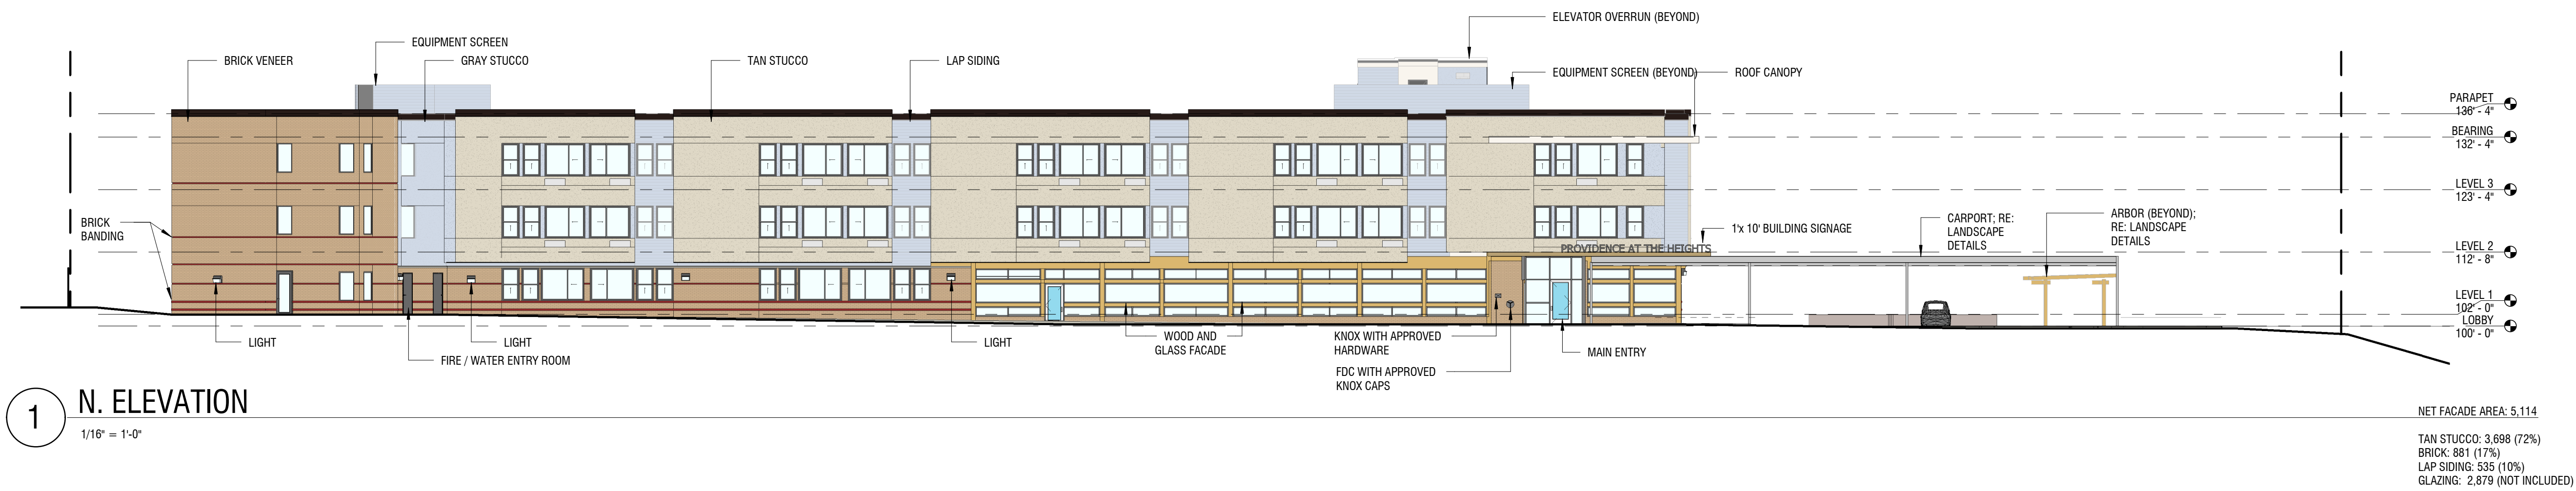 ELEVATOR OVERRUN (BEYOND)
EQUIPMENT SCREEN
BRICK VENEER
GRAY STUCCO
TAN STUCCO
LAP SIDING
EQUIPMENT SCREEN (BEYOND)
ROOF CANOPY
PARAPET
136' - 4"
BEARING
132' - 4"
LEVEL 3
123' - 4"
BRICK
BANDING
1'x 10' BUILDING SIGNAGE
CARPORT; RE:
LANDSCAPE
DETAILS
ARBOR (BEYOND);
RE: LANDSCAPE
DETAILS
PROVIDENCE AT THE HEIGHTS
LEVEL 2
112' - 8"
LEVEL 1
102' - 0"
LOBBY
100' - 0"
LIGHT
LIGHT
LIGHT
FIRE / WATER ENTRY ROOM
WOOD AND
GLASS FACADE
KNOX WITH APPROVED
HARDWARE
MAIN ENTRY
FDC WITH APPROVED
KNOX CAPS
1
N. ELEVATION
1/16" = 1'-0"
NET FACADE AREA: 5,114
TAN STUCCO: 3,698 (72%)
BRICK: 881 (17%)
LAP SIDING: 535 (10%)
GLAZING: 2,879 (NOT INCLUDED)